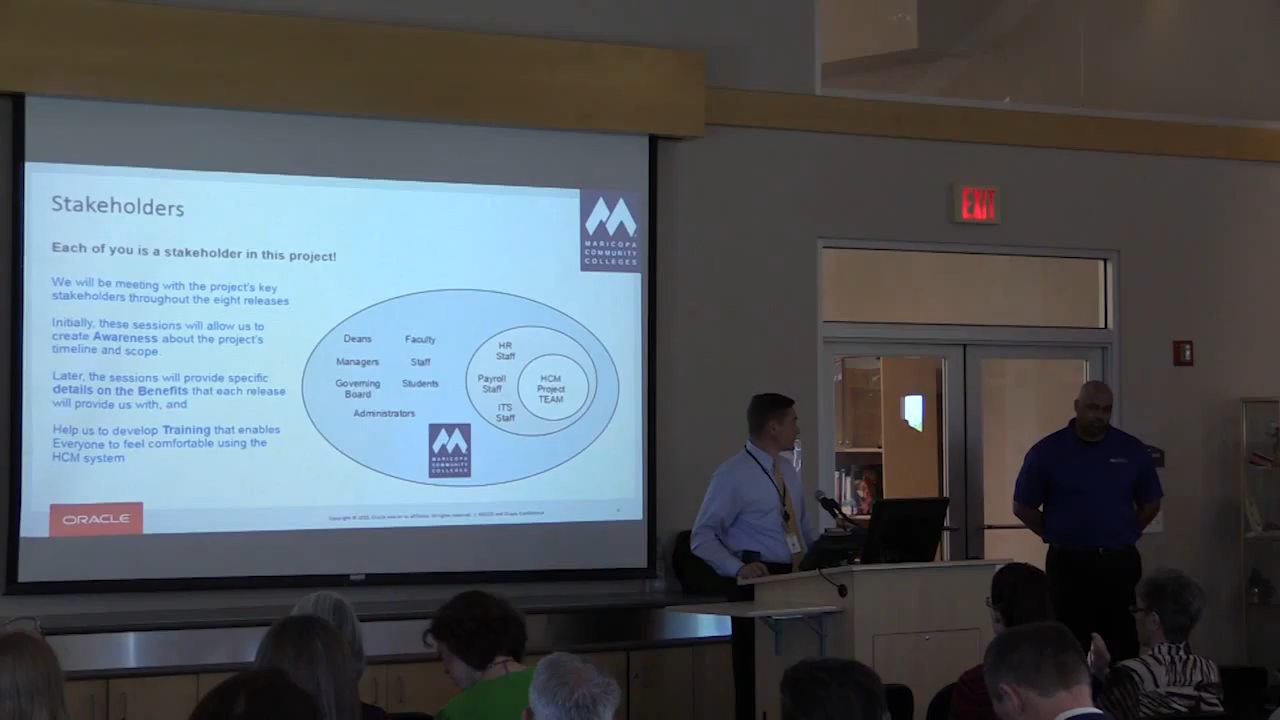 Stakeholders
Each of you is a stakeholder in this project!
We will be meeting with the project's key
stakeholders throughout the eight releases
Initially, these sessions will allow us to
create Awareness about the project's
timeline and scope.
Later, the sessions will provide specific
details on the Benefits that each release
will provide us with, and
Help us to develop Training that enables
Everyone to feel comfortable using the
HCM system
MARICOPA
COMMUNITY
COLLEGES
Deans Faculty
Managers Staff
Governing
Board
Students
Administrators
HR
Staff
Payroll
Staff
ITS
Staff
HCM
Project
TEAM
MARICOPA
COMMUNITY
COLLEGES
ORACLE
EXIT